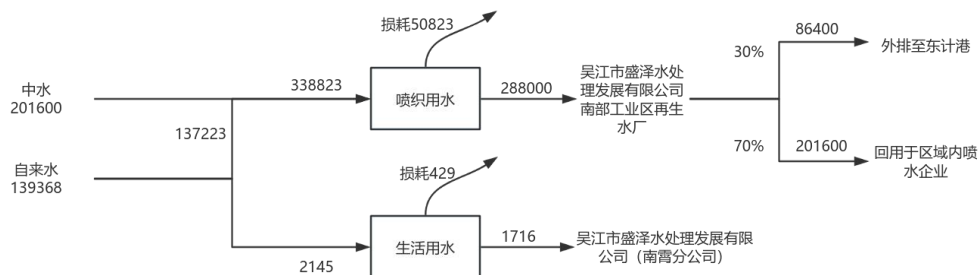 损耗50823
中水
201600
338823
喷织用水
288000
吴江市盛泽水处
理发展有限公司
南部工业区再生
水厂
30%
86400
外排至东计港
137223
自来水
139368
70%
201600
回用于区域内喷
水企业
损耗429
生活用水
2145
1716
吴江市盛泽水处理发展有限
公司（南霄分公司）